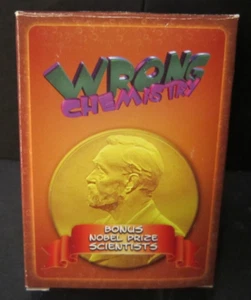 WRONG
CHEMISTRY
BONUS
NOBEL PRIZE
SCIENTISTS